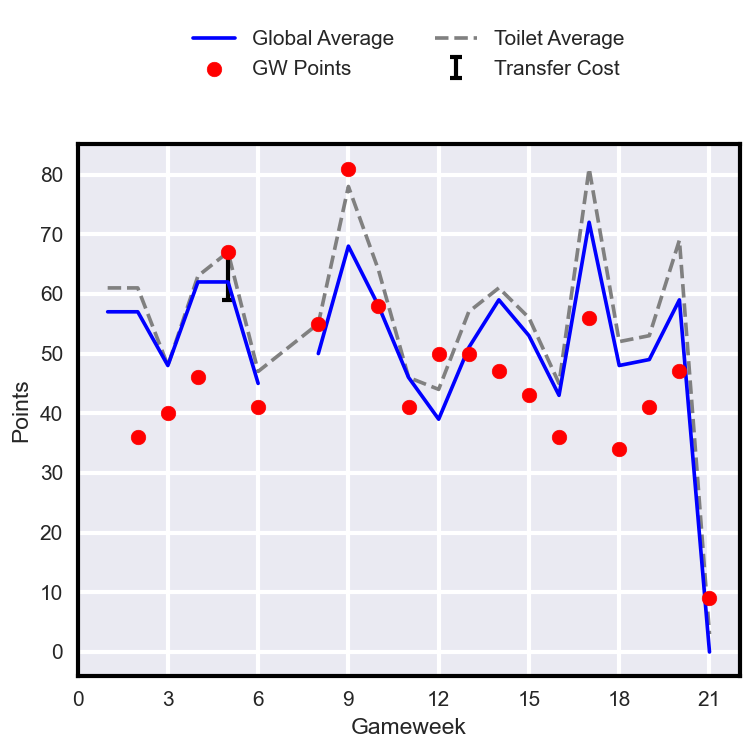 Global Average
Toilet Average
GW Points
Transfer Cost
80
70
60
50
40
30
20
10
0
Points
0 3 6 9 12 15 18 21
Gameweek